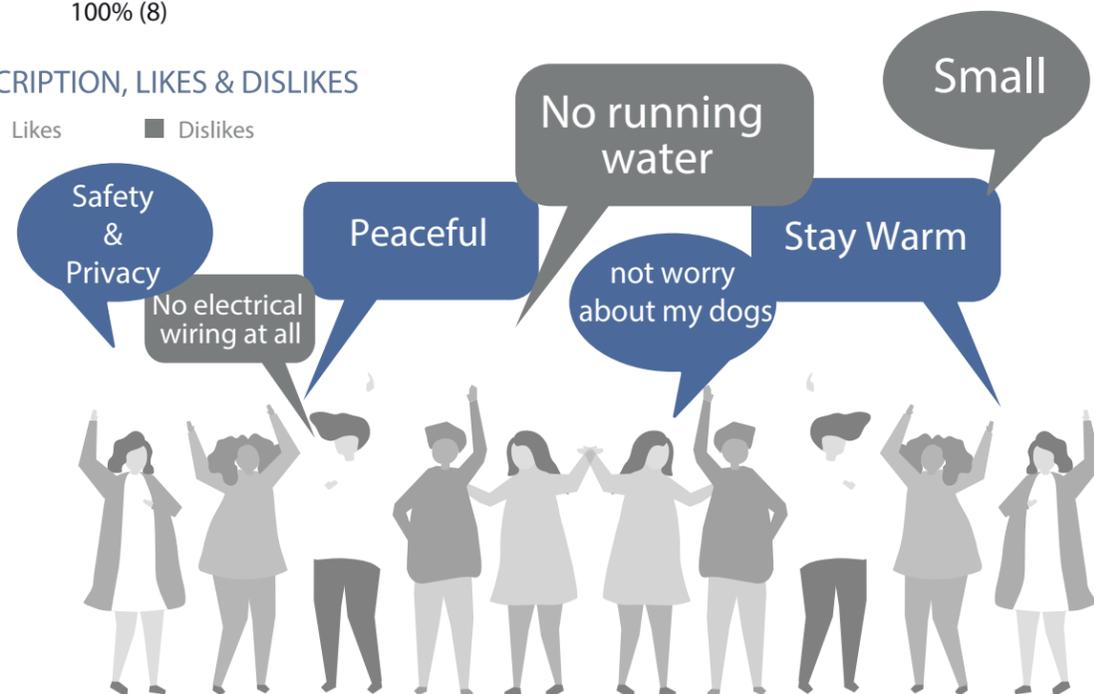 100% (8)
CRIPTION, LIKES & DISLIKES
Likes Dislikes
Small
No running
water
Safety
&
Privacy
Peaceful
Stay Warm
not worry
about my dogs
No electrical
wiring at all